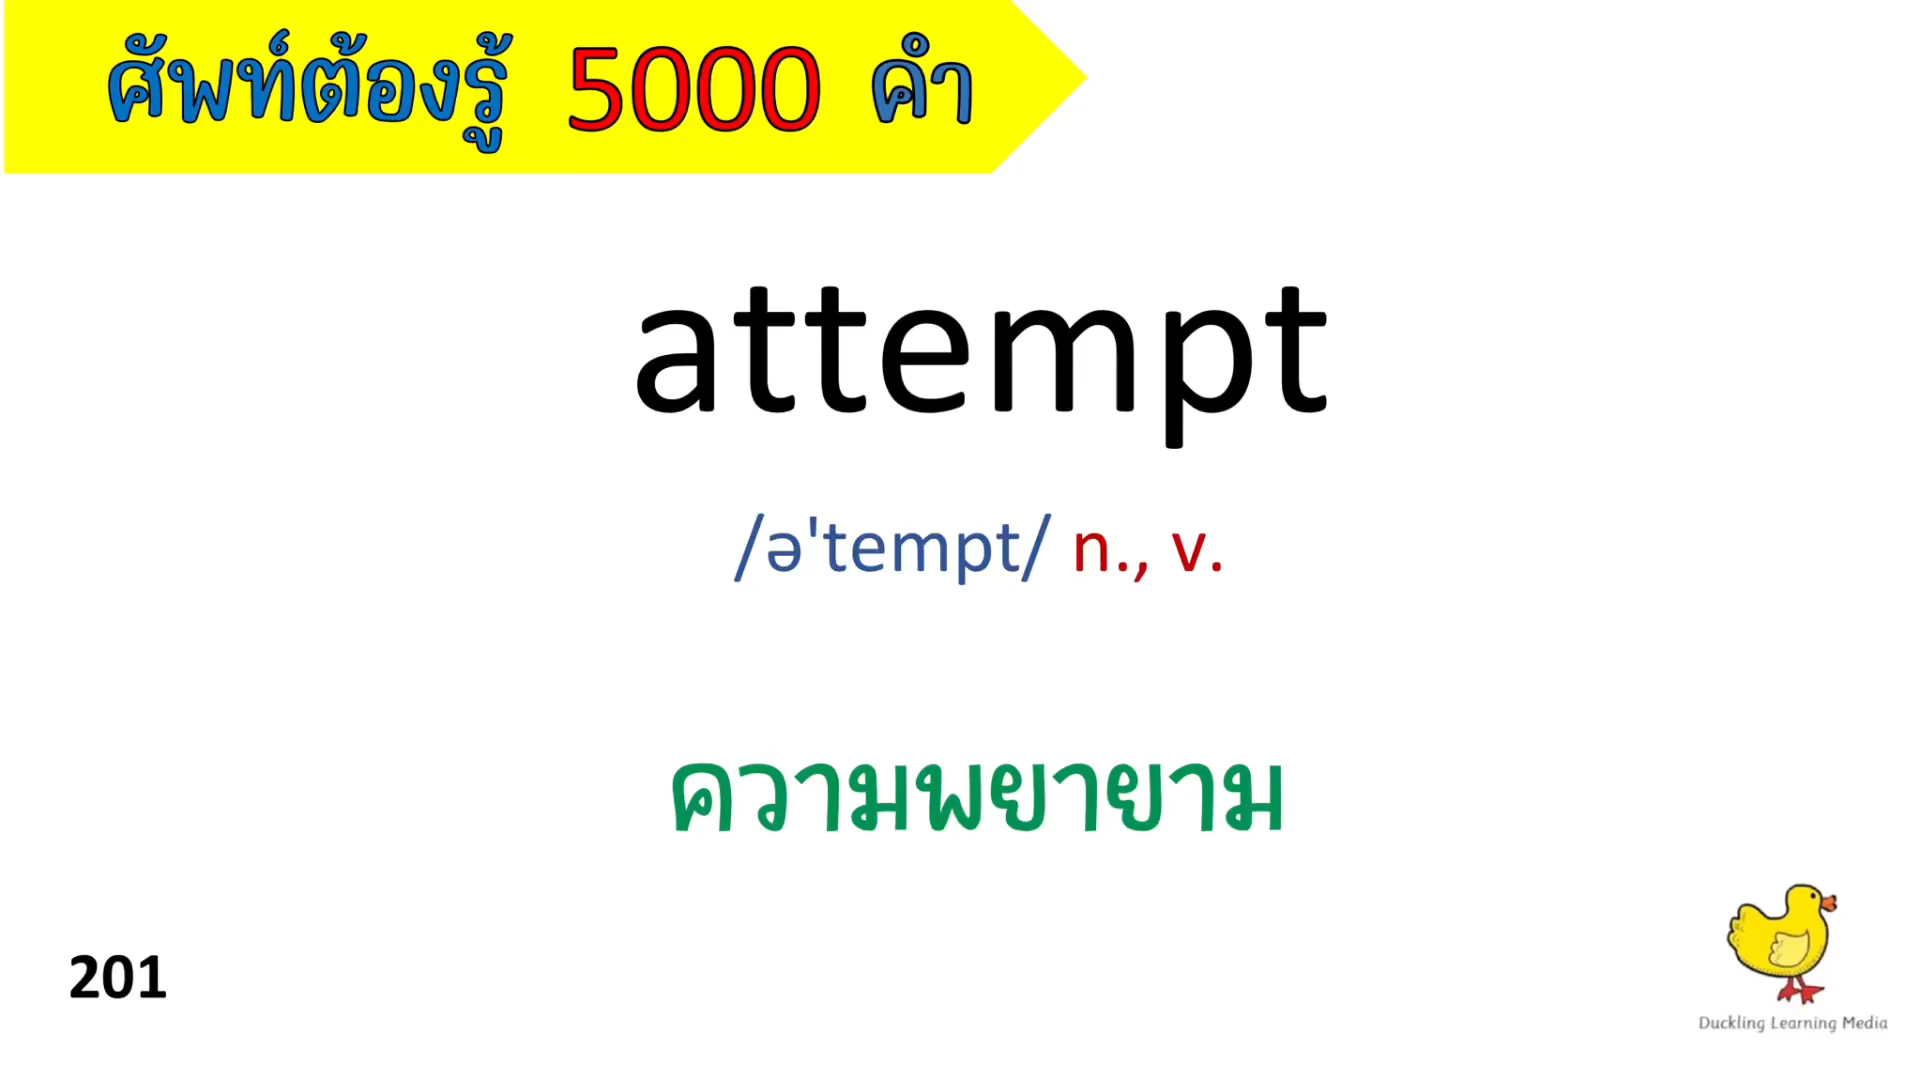 ศัพท์ต้องรู้ 5000 คำ
attempt
/ə'tempt/ n., v.
ความพยายาม
201
Duckling Learning Media